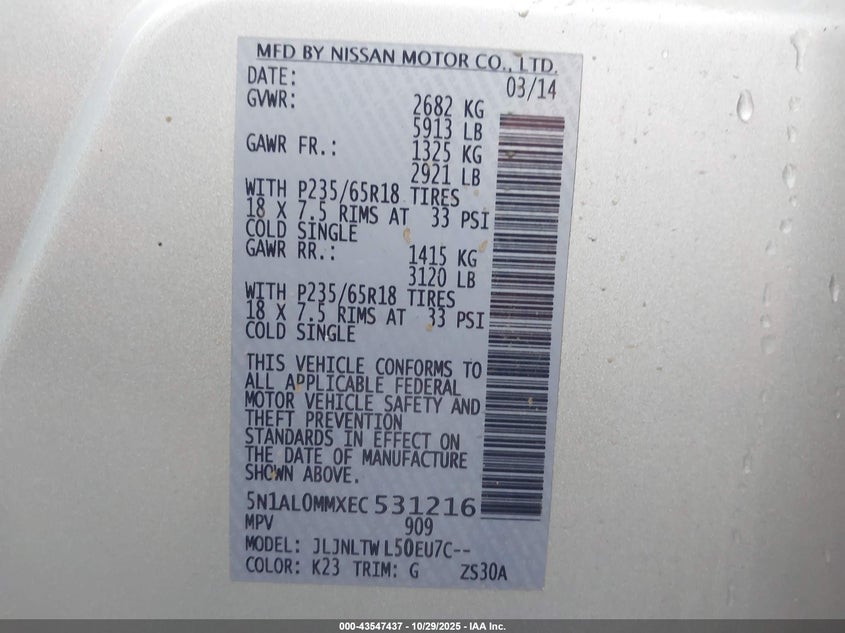 MFD BY NISSAN MOTOR CO., LTD.
DATE: 03/14
GVWR: 2682 KG
5913 LB
GAWR FR.: 1325 KG
2921 LB
WITH P235/65R18 TIRES
18 X 7.5 RIMS AT 33 PSI
COLD SINGLE
GAWR RR.: 1415 KG
3120 LB
WITH P235/65R18 TIRES
18 X 7.5 RIMS AT 33 PSI
COLD SINGLE
THIS VEHICLE CONFORMS TO
ALL APPLICABLE FEDERAL
MOTOR VEHICLE SAFETY AND
THEFT PREVENTION
STANDARDS IN EFFECT ON
THE DATE OF MANUFACTURE
SHOWN ABOVE.
5N1AL0MMXEC 531216
MPV 909
MODEL: JLJNLTW L50EU7C--
COLOR: K23 TRIM: G ZS30A
000-43547437 - 10/29/2025 - IAA Inc.